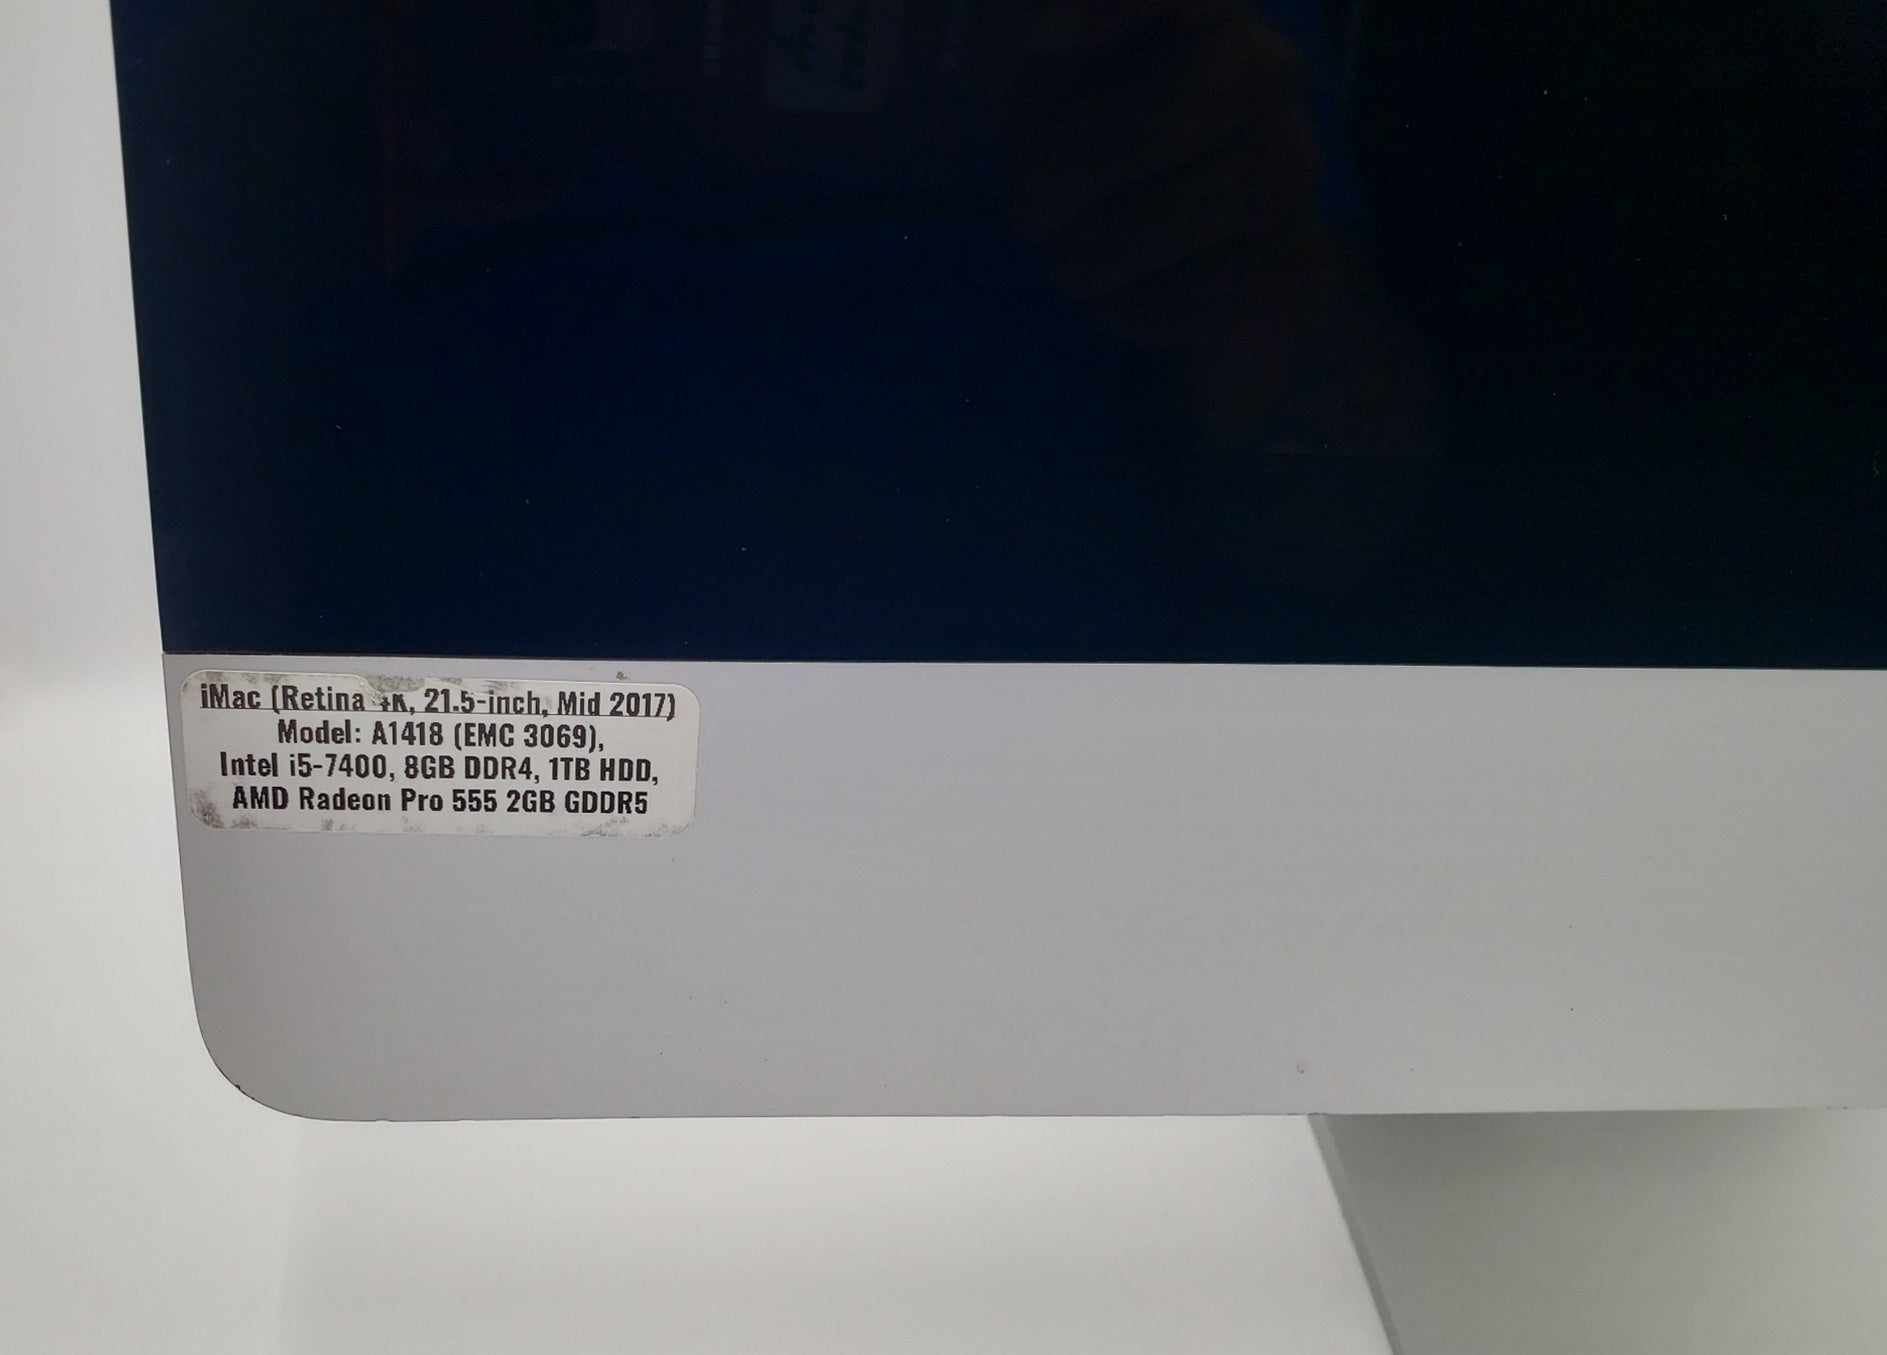 iMac (Retina 4K, 21.5-inch, Mid 2017)
Model: A1418 (EMC 3069),
Intel i5-7400, 8GB DDR4, 1TB HDD,
AMD Radeon Pro 555 2GB GDDR5